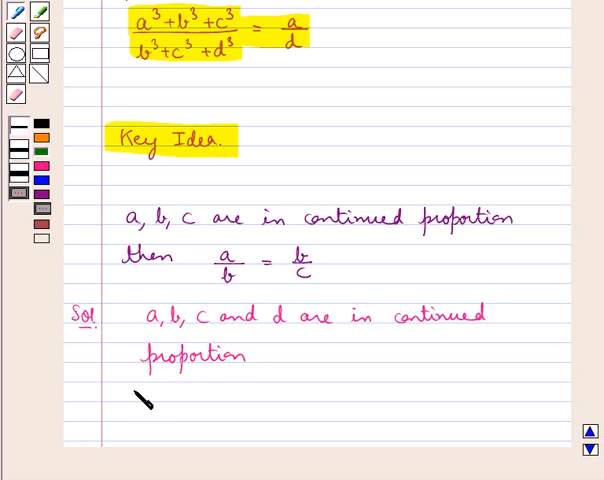 a³ + b³ + c³ / b³ + c³ + d³ = a / d
Key Idea.
a, b, c are in continued proportion
then a / b = b / c
Sol. a, b, c and d are in continued
proportion